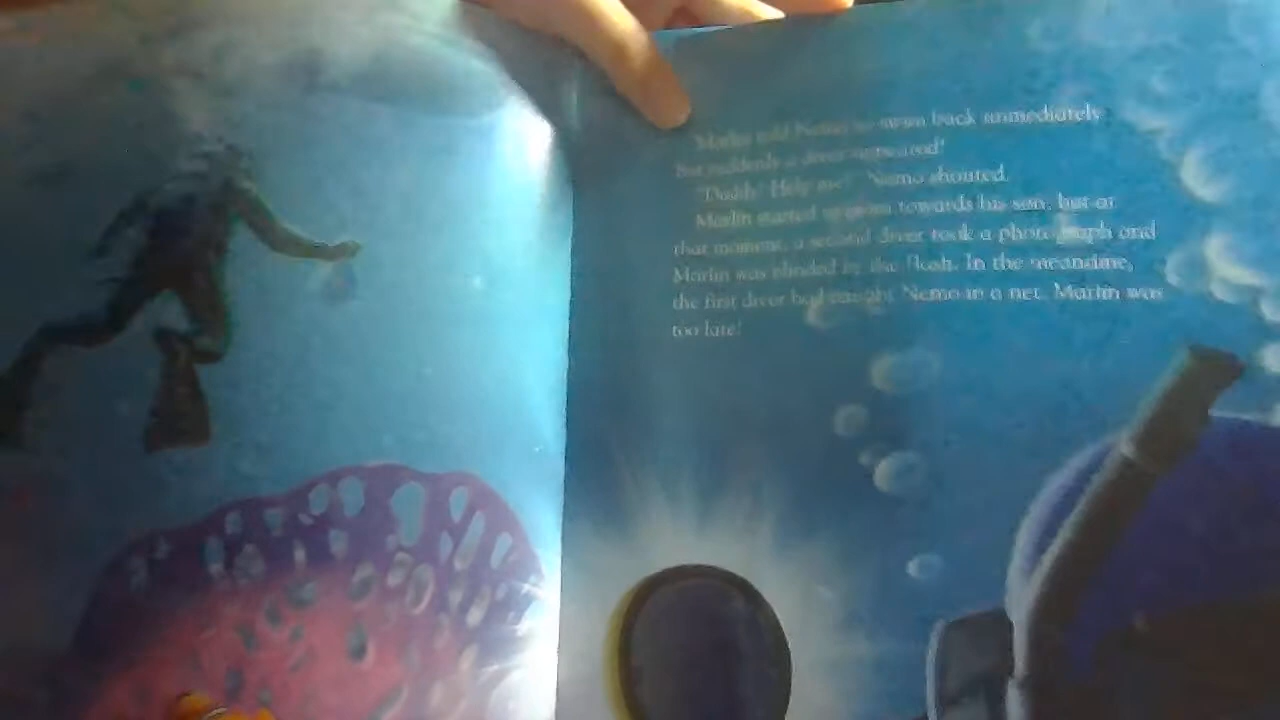 Marlin told Nemo to swim back immediately
But suddenly a diver appeared!
"Daddy! Help me!" Nemo shouted.
Marlin started to swim towards his son, but at
that moment, a second diver took a photograph and
Marlin was blinded by the flash. In the meantime,
the first diver had caught Nemo in a net. Marlin was
too late!